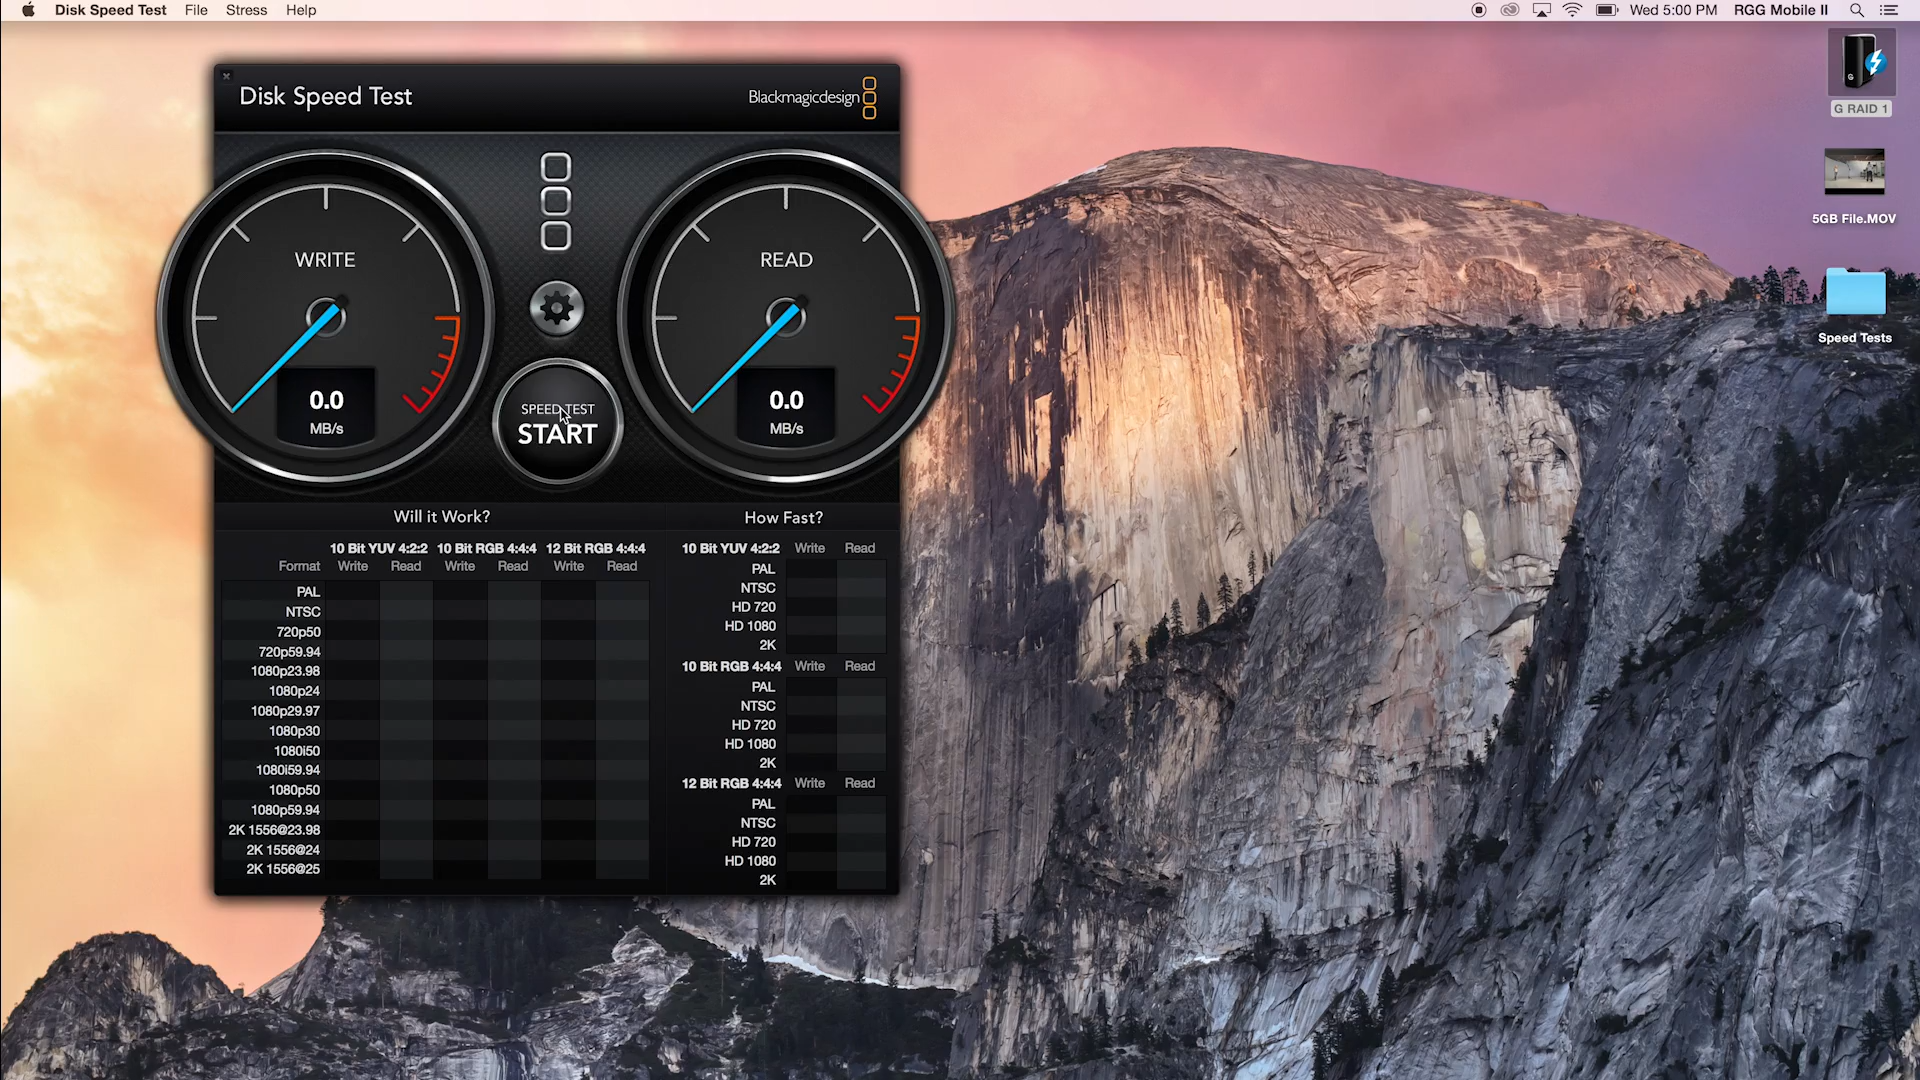 Disk Speed Test File Stress Help Wed 5:00 PM RGG Mobile II
G RAID 1
5GB File.MOV
Speed Tests
Disk Speed Test
Blackmagicdesign
WRITE
0.0
MB/s
READ
0.0
MB/s
SPEED TEST
START
Will it Work?
10 Bit YUV 4:2:2 10 Bit RGB 4:4:4 12 Bit RGB 4:4:4
Format Write Read Write Read Write Read
PAL
NTSC
720p50
720p59.94
1080p23.98
1080p24
1080p29.97
1080p30
1080i50
1080i59.94
1080p50
1080p59.94
2K 1556@23.98
2K 1556@24
2K 1556@25
How Fast?
10 Bit YUV 4:2:2 Write Read
PAL
NTSC
HD 720
HD 1080
2K
10 Bit RGB 4:4:4 Write Read
PAL
NTSC
HD 720
HD 1080
2K
12 Bit RGB 4:4:4 Write Read
PAL
NTSC
HD 720
HD 1080
2K